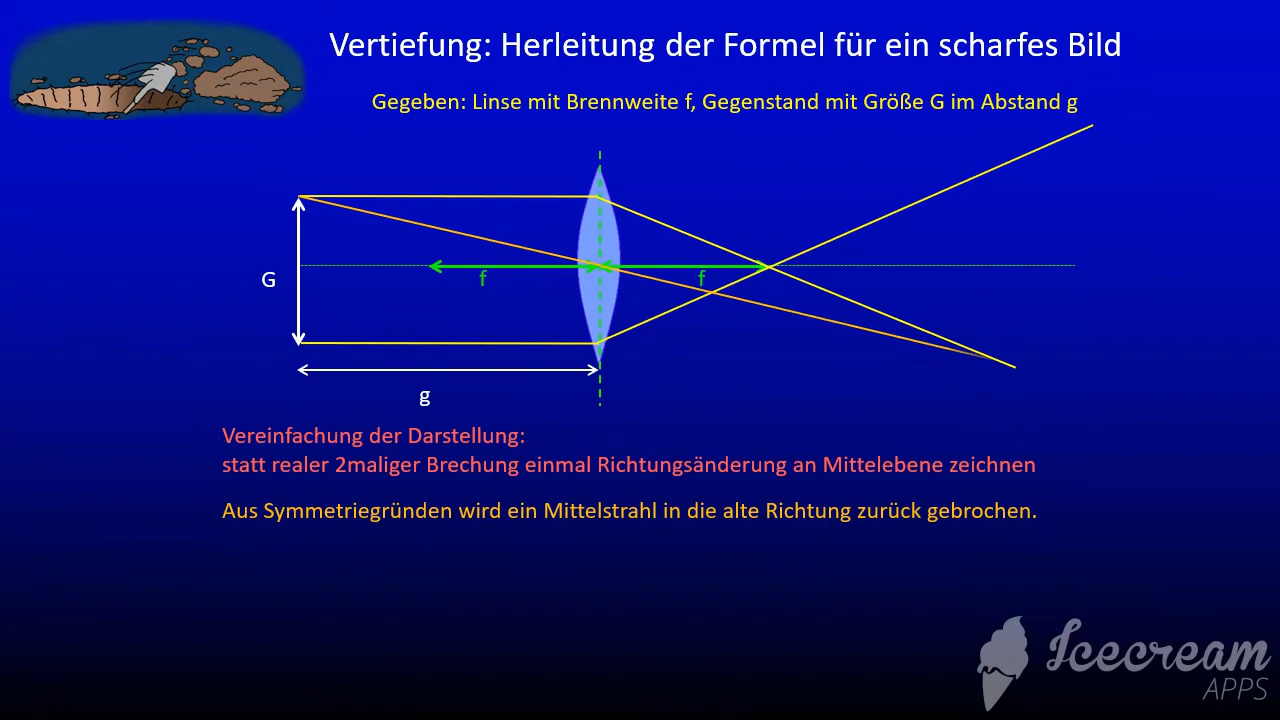 Vertiefung: Herleitung der Formel für ein scharfes Bild
Gegeben: Linse mit Brennweite f, Gegenstand mit Größe G im Abstand g
G
f
f
g
Vereinfachung der Darstellung:
statt realer 2maliger Brechung einmal Richtungsänderung an Mittelebene zeichnen
Aus Symmetriegründen wird ein Mittelstrahl in die alte Richtung zurück gebrochen.
Icecream
APPS